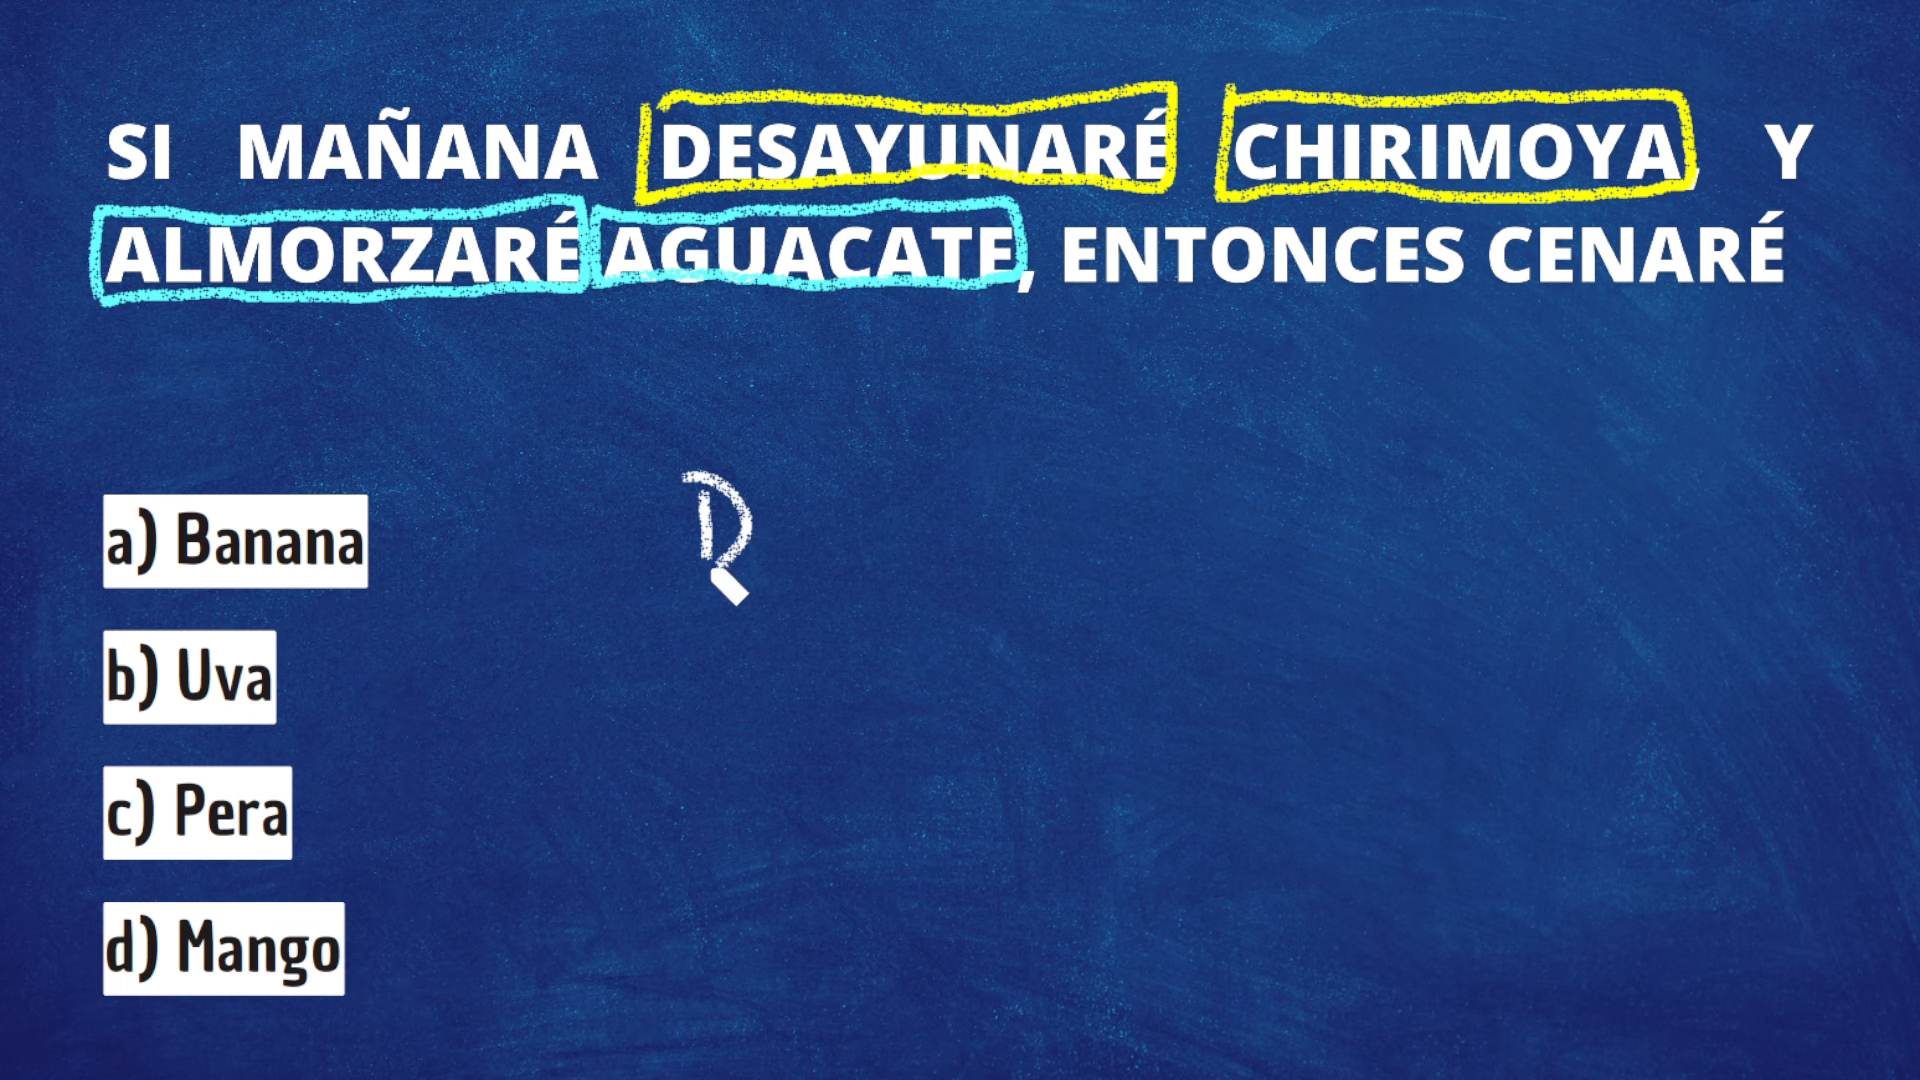 SI MAÑANA DESAYUNARÉ CHIRIMOYA, Y
ALMORZARÉ AGUACATE, ENTONCES CENARÉ
a) Banana
D
b) Uva
c) Pera
d) Mango